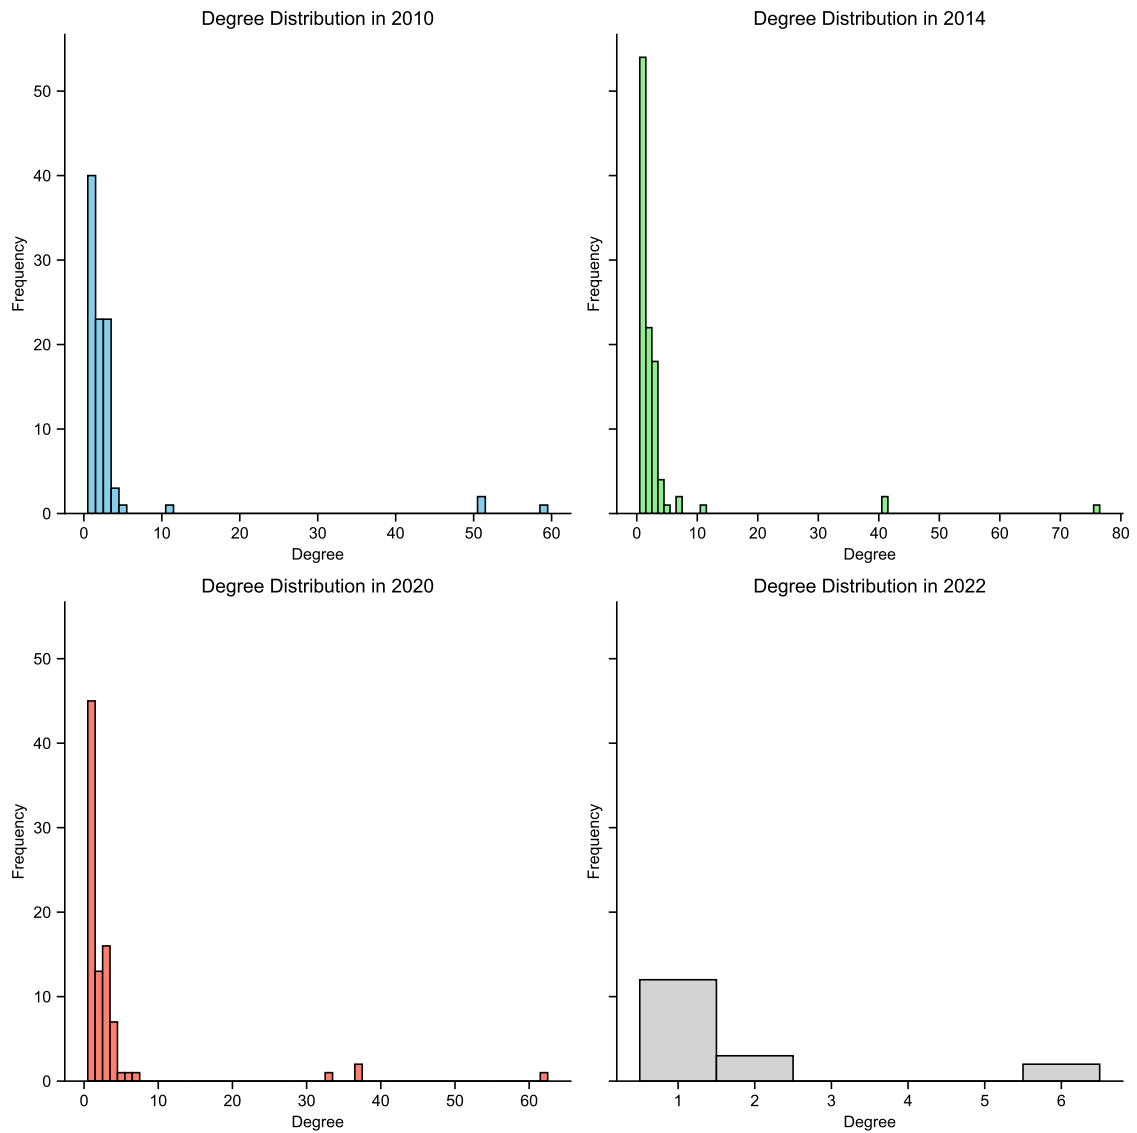 Degree Distribution in 2010
50
40
30
20
10
0
Frequency
0 10 20 30 40 50 60
Degree
Degree Distribution in 2014
Frequency
0 10 20 30 40 50 60 70 80
Degree
Degree Distribution in 2020
50
40
30
20
10
0
Frequency
0 10 20 30 40 50 60
Degree
Degree Distribution in 2022
Frequency
1 2 3 4 5 6
Degree